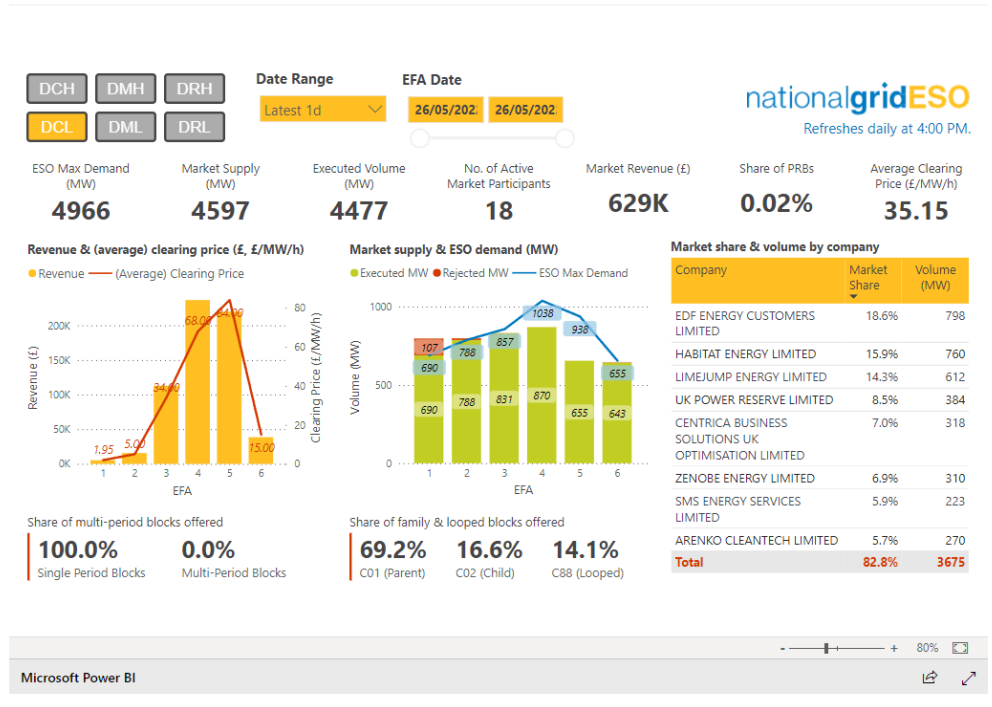 DCH DMH DRH
DCL DML DRL
Date Range
Latest 1d
EFA Date
26/05/202 26/05/202
nationalgridESO
Refreshes daily at 4:00 PM.
ESO Max Demand
(MW)
4966
Market Supply
(MW)
4597
Executed Volume
(MW)
4477
No. of Active
Market Participants
18
Market Revenue (£)
629K
Share of PRBs
0.02%
Average Clearing
Price (£/MW/h)
35.15
Revenue & (average) clearing price (£, £/MW/h)
Revenue (Average) Clearing Price
Revenue (£)
200K
150K
100K
50K
0K
1.95 5.00 34.00 68.00 84.00 15.00
80
60
40
20
0
Clearing Price (£/MW/h)
1 2 3 4 5 6
EFA
Market supply & ESO demand (MW)
Executed MW Rejected MW ESO Max Demand
Volume (MW)
1000
500
0
107
690 788 857 1038 938 655
690 788 831 870 655 643
1 2 3 4 5 6
EFA
Market share & volume by company
Company Market Share Volume (MW)
EDF ENERGY CUSTOMERS 18.6% 798
LIMITED
HABITAT ENERGY LIMITED 15.9% 760
LIMEJUMP ENERGY LIMITED 14.3% 612
UK POWER RESERVE LIMITED 8.5% 384
CENTRICA BUSINESS 7.0% 318
SOLUTIONS UK
OPTIMISATION LIMITED
ZENOBE ENERGY LIMITED 6.9% 310
SMS ENERGY SERVICES 5.9% 223
LIMITED
ARENKO CLEANTECH LIMITED 5.7% 270
Total 82.8% 3675
Share of multi-period blocks offered
100.0% 0.0%
Single Period Blocks Multi-Period Blocks
Share of family & looped blocks offered
69.2% 16.6% 14.1%
C01 (Parent) C02 (Child) C88 (Looped)
- + 80%
Microsoft Power BI